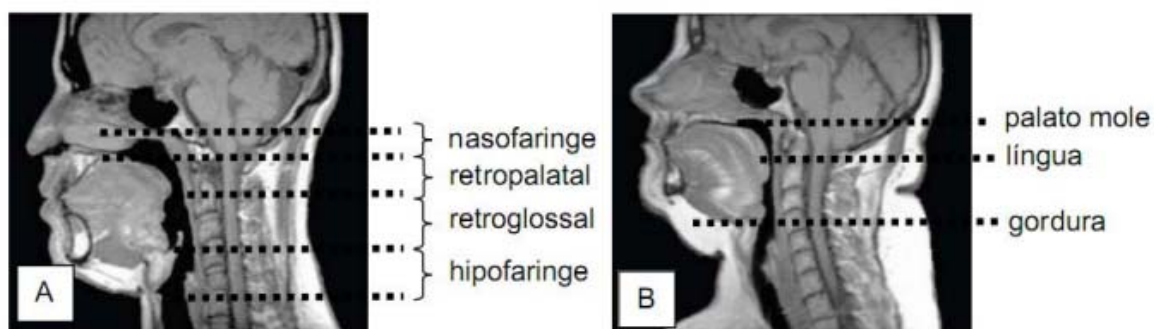 nasofaringe
retropalatal
retroglossal
hipofaringe
A
palato mole
língua
gordura
B